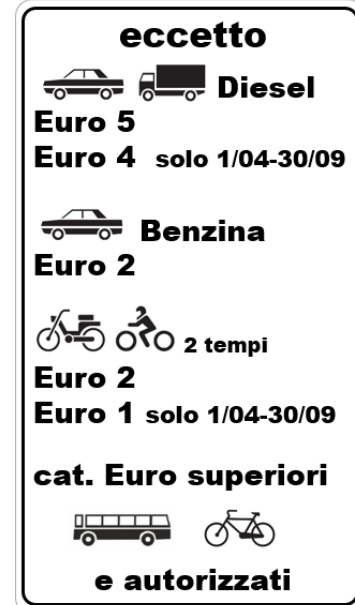 eccetto
Diesel
Euro 5
Euro 4 solo 1/04-30/09
Benzina
Euro 2
2 tempi
Euro 2
Euro 1 solo 1/04-30/09
cat. Euro superiori
e autorizzati